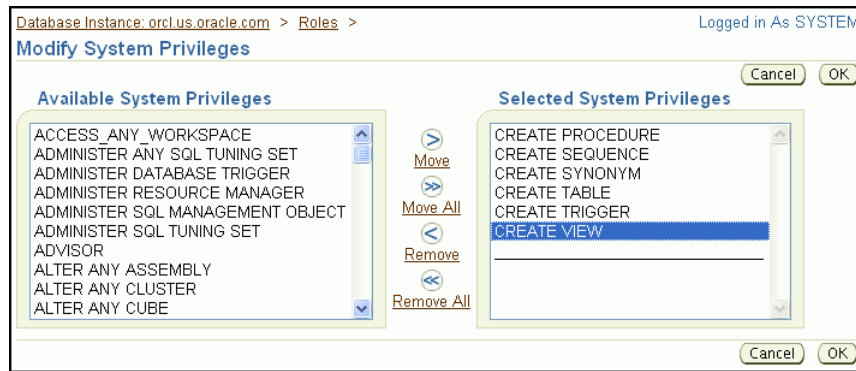 Database Instance: orcl.us.oracle.com > Roles >
Logged in As SYSTEM
Modify System Privileges
Cancel OK
Available System Privileges
Selected System Privileges
ACCESS_ANY_WORKSPACE
ADMINISTER ANY SQL TUNING SET
ADMINISTER DATABASE TRIGGER
ADMINISTER RESOURCE MANAGER
ADMINISTER SQL MANAGEMENT OBJECT
ADMINISTER SQL TUNING SET
ADVISOR
ALTER ANY ASSEMBLY
ALTER ANY CLUSTER
ALTER ANY CUBE
Move
Move All
Remove
Remove All
CREATE PROCEDURE
CREATE SEQUENCE
CREATE SYNONYM
CREATE TABLE
CREATE TRIGGER
CREATE VIEW
Cancel OK